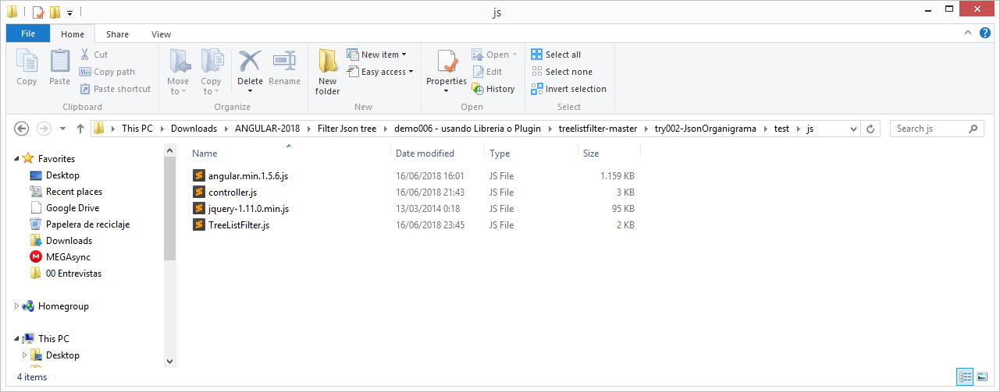 js
File Home Share View
Copy
Paste
Cut
Copy path
Paste shortcut
Clipboard
Move to
Copy to
Delete
Rename
Organize
New folder
New item
Easy access
New
Properties
Open
Edit
History
Open
Select all
Select none
Invert selection
Select
This PC Downloads ANGULAR-2018 Filter Json tree demo006 - usando Libreria o Plugin treelistfilter-master try002-JsonOrganigrama test js
Search js
Favorites
Desktop
Recent places
Google Drive
Papelera de reciclaje
Downloads
MEGAsync
00 Entrevistas
Homegroup
This PC
Desktop
Name Date modified Type Size
angular.min.1.5.6.js 16/06/2018 16:01 JS File 1.159 KB
controller.js 16/06/2018 21:43 JS File 3 KB
jquery-1.11.0.min.js 13/03/2014 0:18 JS File 95 KB
TreeListFilter.js 16/06/2018 23:45 JS File 2 KB
4 items